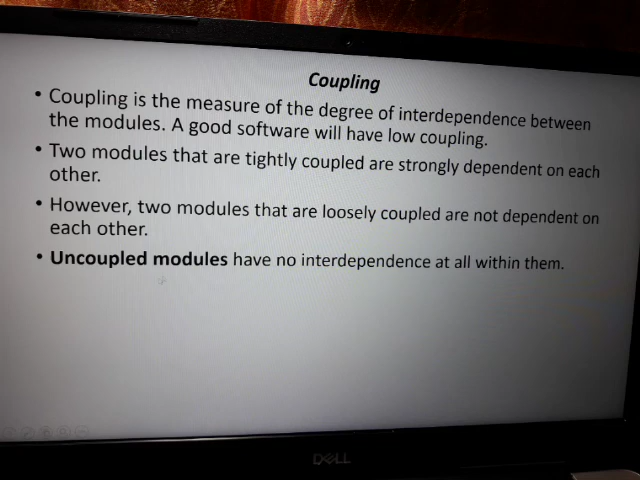 Coupling
• Coupling is the measure of the degree of interdependence between
the modules. A good software will have low coupling.
• Two modules that are tightly coupled are strongly dependent on each
other.
• However, two modules that are loosely coupled are not dependent on
each other.
• Uncoupled modules have no interdependence at all within them.
DELL